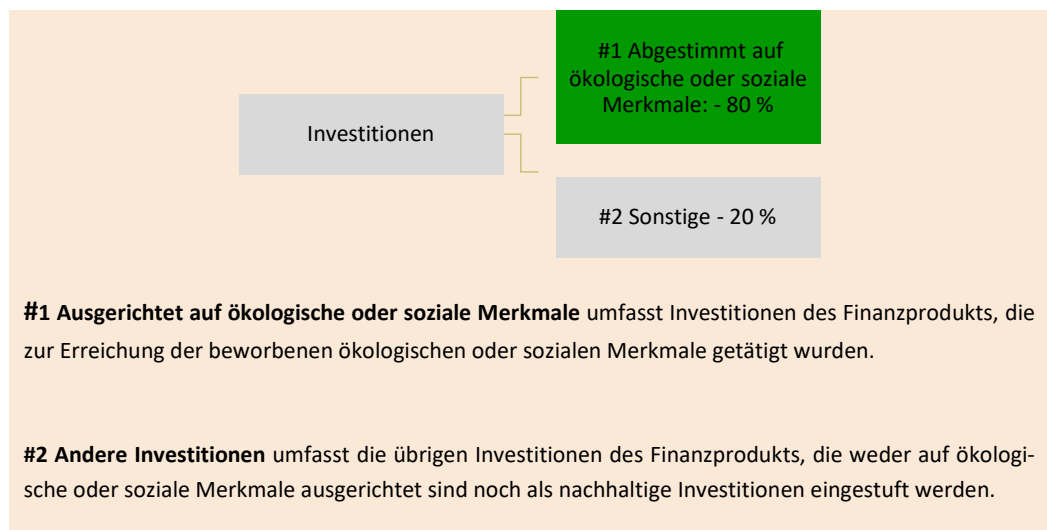 #1 Abgestimmt auf
ökologische oder soziale
Merkmale: - 80 %
Investitionen
#2 Sonstige - 20 %
#1 Ausgerichtet auf ökologische oder soziale Merkmale umfasst Investitionen des Finanzprodukts, die
zur Erreichung der beworbenen ökologischen oder sozialen Merkmale getätigt wurden.
#2 Andere Investitionen umfasst die übrigen Investitionen des Finanzprodukts, die weder auf ökologi-
sche oder soziale Merkmale ausgerichtet sind noch als nachhaltige Investitionen eingestuft werden.